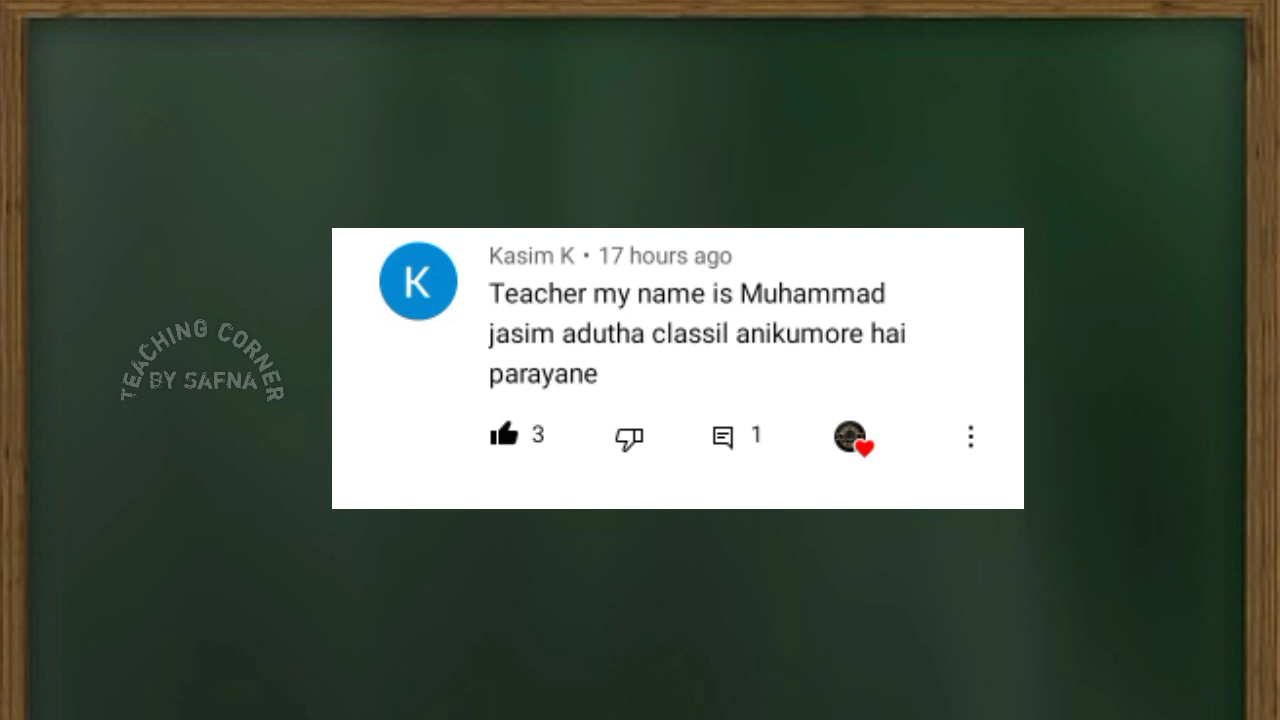 TEACHING CORNER
BY SAFNA
K
Kasim K • 17 hours ago
Teacher my name is Muhammad
jasim adutha classil anikumore hai
parayane
3
1